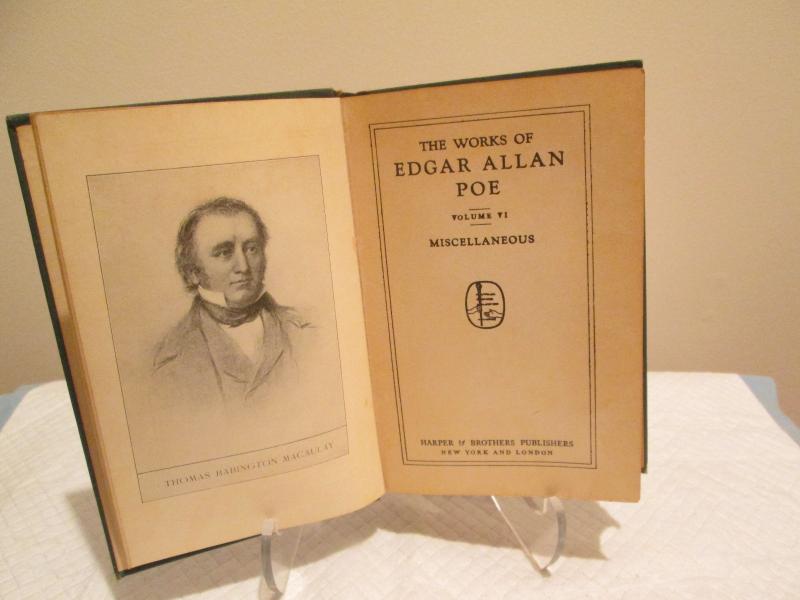 THOMAS BABINGTON MACAULAY
THE WORKS OF
EDGAR ALLAN
POE
VOLUME VI
MISCELLANEOUS
HARPER & BROTHERS PUBLISHERS
NEW YORK AND LONDON